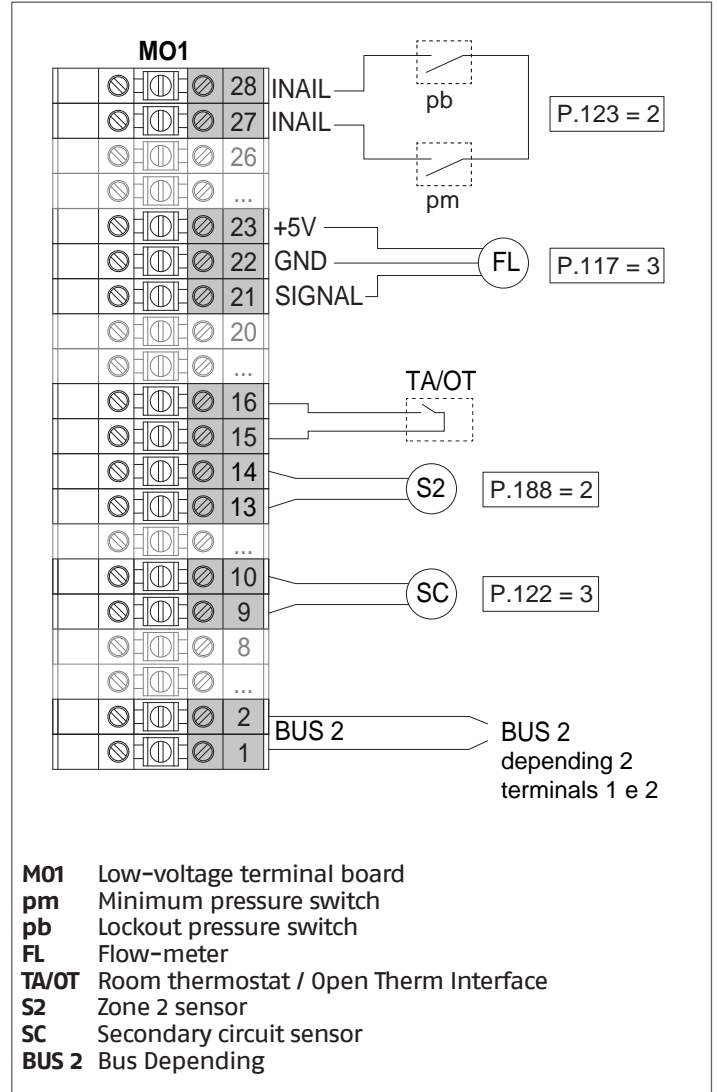 MO1
28 INAIL
pb
P.123 = 2
27 INAIL
26
pm
...
23 +5V
22 GND
FL
P.117 = 3
21 SIGNAL
20
...
TA/OT
16
15
14
S2
P.188 = 2
13
...
10
SC
P.122 = 3
9
8
...
2
BUS 2
BUS 2
1
depending 2
terminals 1 e 2
MO1 Low-voltage terminal board
pm Minimum pressure switch
pb Lockout pressure switch
FL Flow-meter
TA/OT Room thermostat / Open Therm Interface
S2 Zone 2 sensor
SC Secondary circuit sensor
BUS 2 Bus Depending